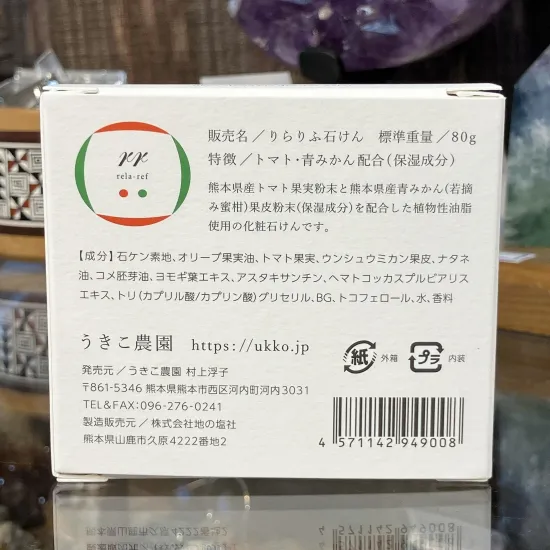 rr
rela-ref
販売名／りらりふ石けん 標準重量／80g
特徴／トマト・青みかん配合(保湿成分)
熊本県産トマト果実粉末と熊本県産青みかん(若摘
み蜜柑)果皮粉末(保湿成分)を配合した植物性油脂
使用の化粧石けんです。
【成分】石ケン素地、オリーブ果実油、トマト果実、ウンシュウミカン果皮、ナタネ
油、コメ胚芽油、ヨモギ葉エキス、アスタキサンチン、ヘマトコッカスプルビアリス
エキス、トリ(カプリル酸/カプリン酸)グリセリル、BG、トコフェロール、水、香料
うきこ農園 https://ukko.jp
発売元／うきこ農園 村上浮子
〒861-5346 熊本県熊本市西区河内町河内3031
TEL&FAX:096-276-0241
製造販売元／株式会社地の塩社
熊本県山鹿市久原4222番地2
紙 外箱 プラ 内装
4 571142 949008